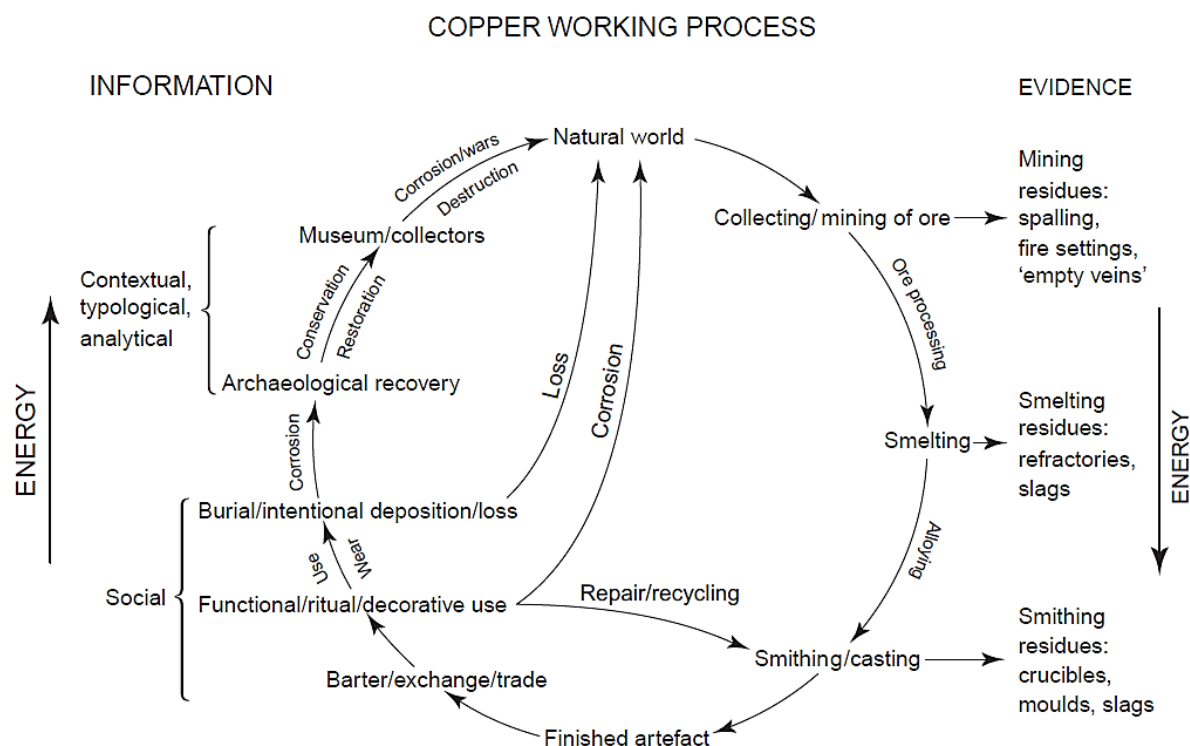 COPPER WORKING PROCESS
INFORMATION
EVIDENCE
Natural world
Corrosion/wars
Destruction
Mining
residues:
spalling,
fire settings,
‘empty veins’
Collecting/ mining of ore
Museum/collectors
Contextual,
typological,
analytical
Conservation
Restoration
Ore processing
Loss
Corrosion
Archaeological recovery
ENERGY
Corrosion
Smelting
Smelting
residues:
refractories,
slags
ENERGY
Burial/intentional deposition/loss
Use
Wear
Alloying
Social
Functional/ritual/decorative use
Repair/recycling
Smithing/casting
Smithing
residues:
crucibles,
moulds, slags
Barter/exchange/trade
Finished artefact